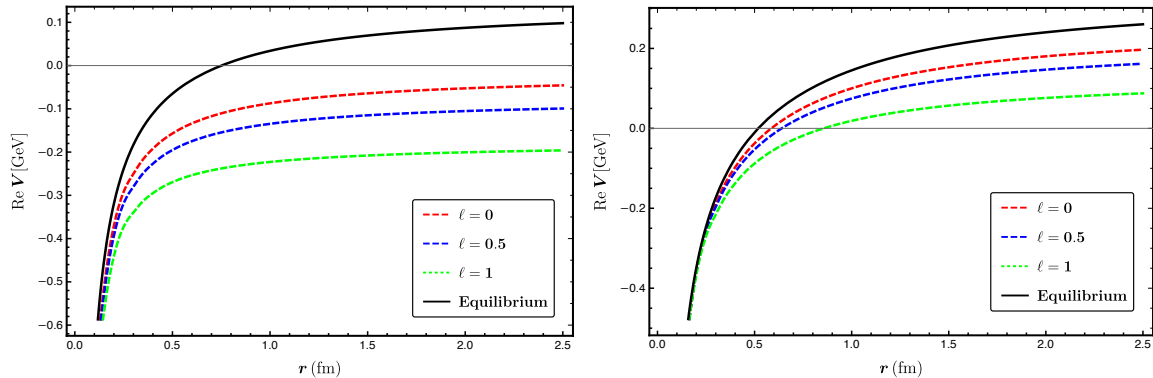 Re V [GeV]
0.1
0.0
−0.1
−0.2
−0.3
−0.4
−0.5
−0.6
ℓ = 0
ℓ = 0.5
ℓ = 1
Equilibrium
0.0 0.5 1.0 1.5 2.0 2.5
r (fm)
Re V [GeV]
0.2
0.0
−0.2
−0.4
ℓ = 0
ℓ = 0.5
ℓ = 1
Equilibrium
0.0 0.5 1.0 1.5 2.0 2.5
r (fm)